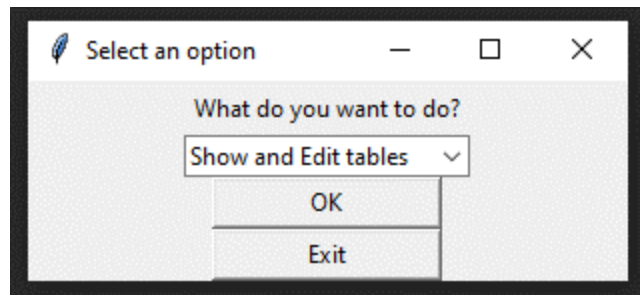 Select an option
What do you want to do?
Show and Edit tables
OK
Exit